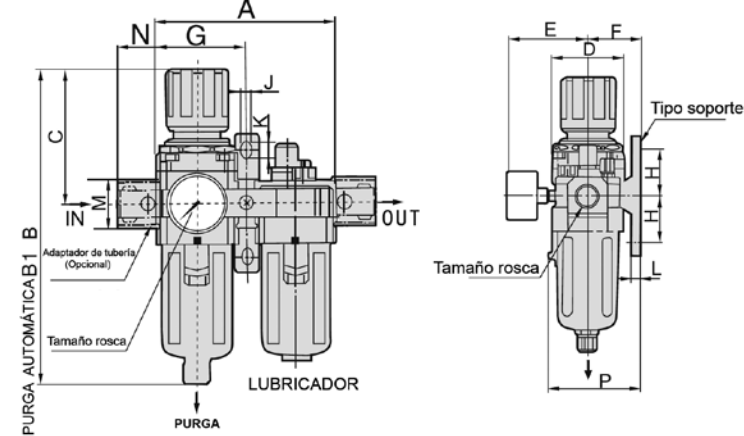 A
N
G
J
K
C
M
IN
OUT
Adaptador de tubería
(Opcional)
PURGA AUTOMÁTICA B1 B
Tamaño rosca
LUBRICADOR
PURGA
E
F
D
Tipo soporte
H
H
Tamaño rosca
L
P